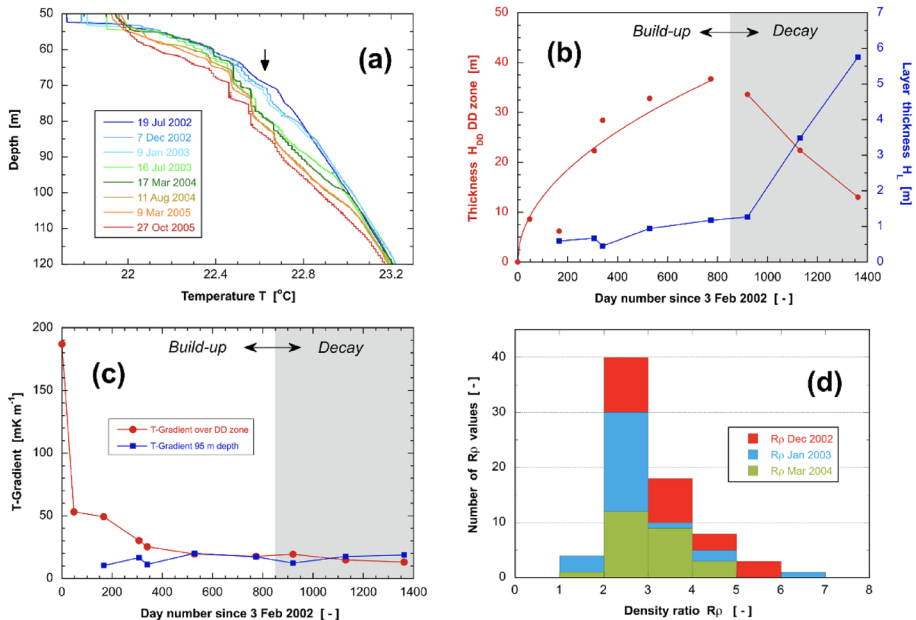 50
60
70
80
90
100
110
120
Depth [m]
(a)
19 Jul 2002
7 Dec 2002
9 Jan 2003
16 Jul 2003
17 Mar 2004
11 Aug 2004
9 Mar 2005
27 Oct 2005
22 22.4 22.8 23.2
Temperature T [°C]
50
40
30
20
10
0
Thickness H_DD DD zone [m]
(b)
Build-up Decay
7
6
5
4
3
2
1
0
Layer thickness H_L [m]
0 200 400 600 800 1000 1200 1400
Day number since 3 Feb 2002 [-]
200
150
100
50
0
T-Gradient [mK m⁻¹]
Build-up Decay
(c)
T-Gradient over DD zone
T-Gradient 95 m depth
0 200 400 600 800 1000 1200 1400
Day number since 3 Feb 2002 [-]
40
30
20
10
0
Number of Rρ values [-]
(d)
Rρ Dec 2002
Rρ Jan 2003
Rρ Mar 2004
0 1 2 3 4 5 6 7 8
Density ratio Rρ [-]